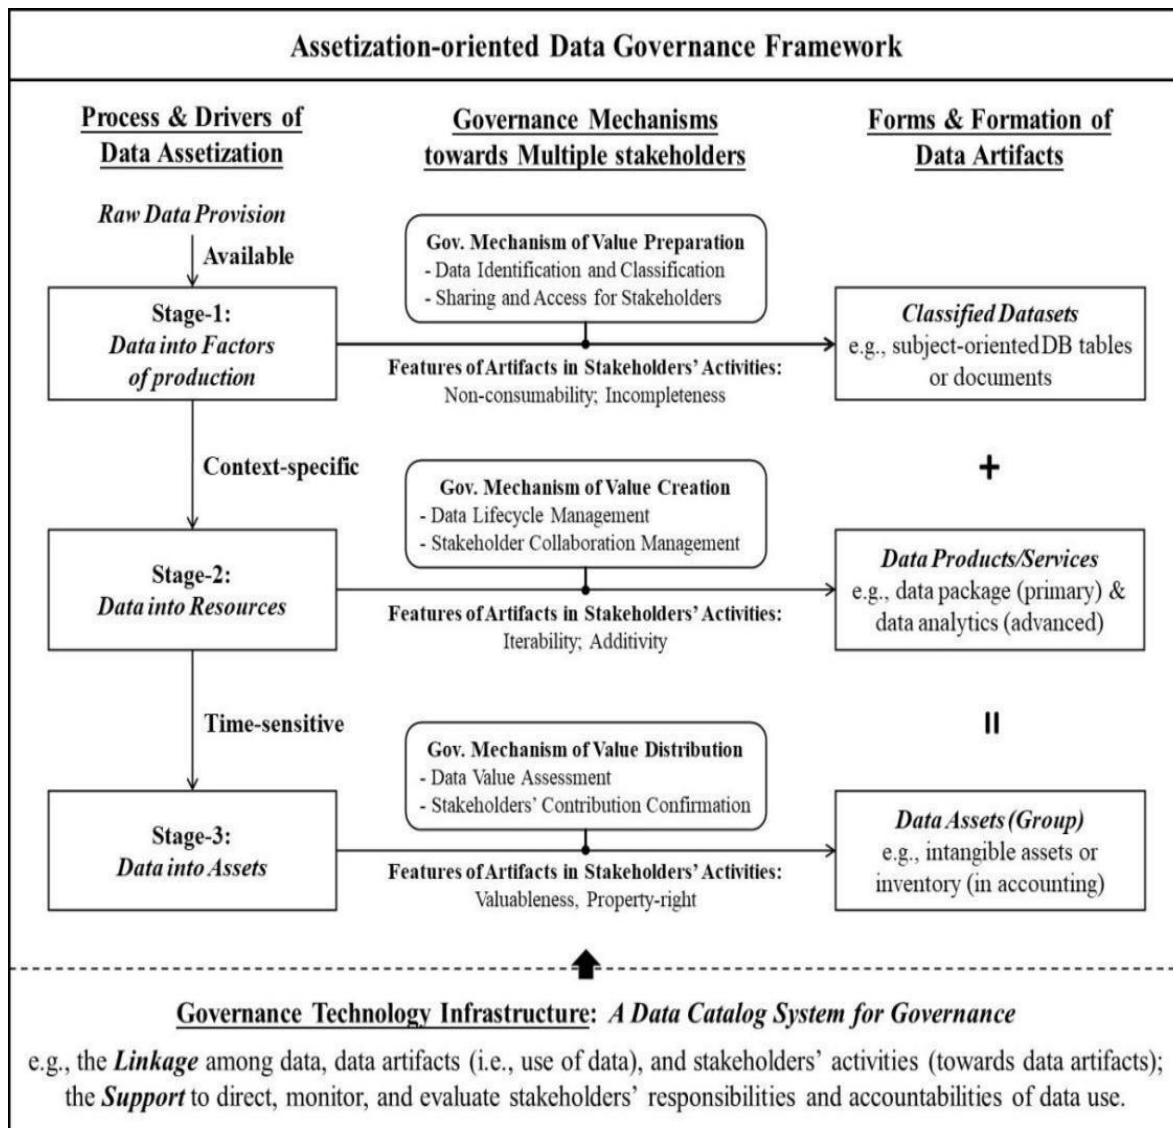 Assetization-oriented Data Governance Framework
Process & Drivers of
Data Assetization
Governance Mechanisms
towards Multiple stakeholders
Forms & Formation of
Data Artifacts
Raw Data Provision
Available
Gov. Mechanism of Value Preparation
- Data Identification and Classification
- Sharing and Access for Stakeholders
Stage-1:
Data into Factors
of production
Features of Artifacts in Stakeholders' Activities:
Non-consumability; Incompleteness
Classified Datasets
e.g., subject-oriented DB tables
or documents
Context-specific
+
Gov. Mechanism of Value Creation
- Data Lifecycle Management
- Stakeholder Collaboration Management
Stage-2:
Data into Resources
Features of Artifacts in Stakeholders' Activities:
Iterability; Additivity
Data Products/Services
e.g., data package (primary) &
data analytics (advanced)
Time-sensitive
=
Gov. Mechanism of Value Distribution
- Data Value Assessment
- Stakeholders' Contribution Confirmation
Stage-3:
Data into Assets
Features of Artifacts in Stakeholders' Activities:
Valuableness, Property-right
Data Assets (Group)
e.g., intangible assets or
inventory (in accounting)
Governance Technology Infrastructure: A Data Catalog System for Governance
e.g., the Linkage among data, data artifacts (i.e., use of data), and stakeholders' activities (towards data artifacts);
the Support to direct, monitor, and evaluate stakeholders' responsibilities and accountabilities of data use.